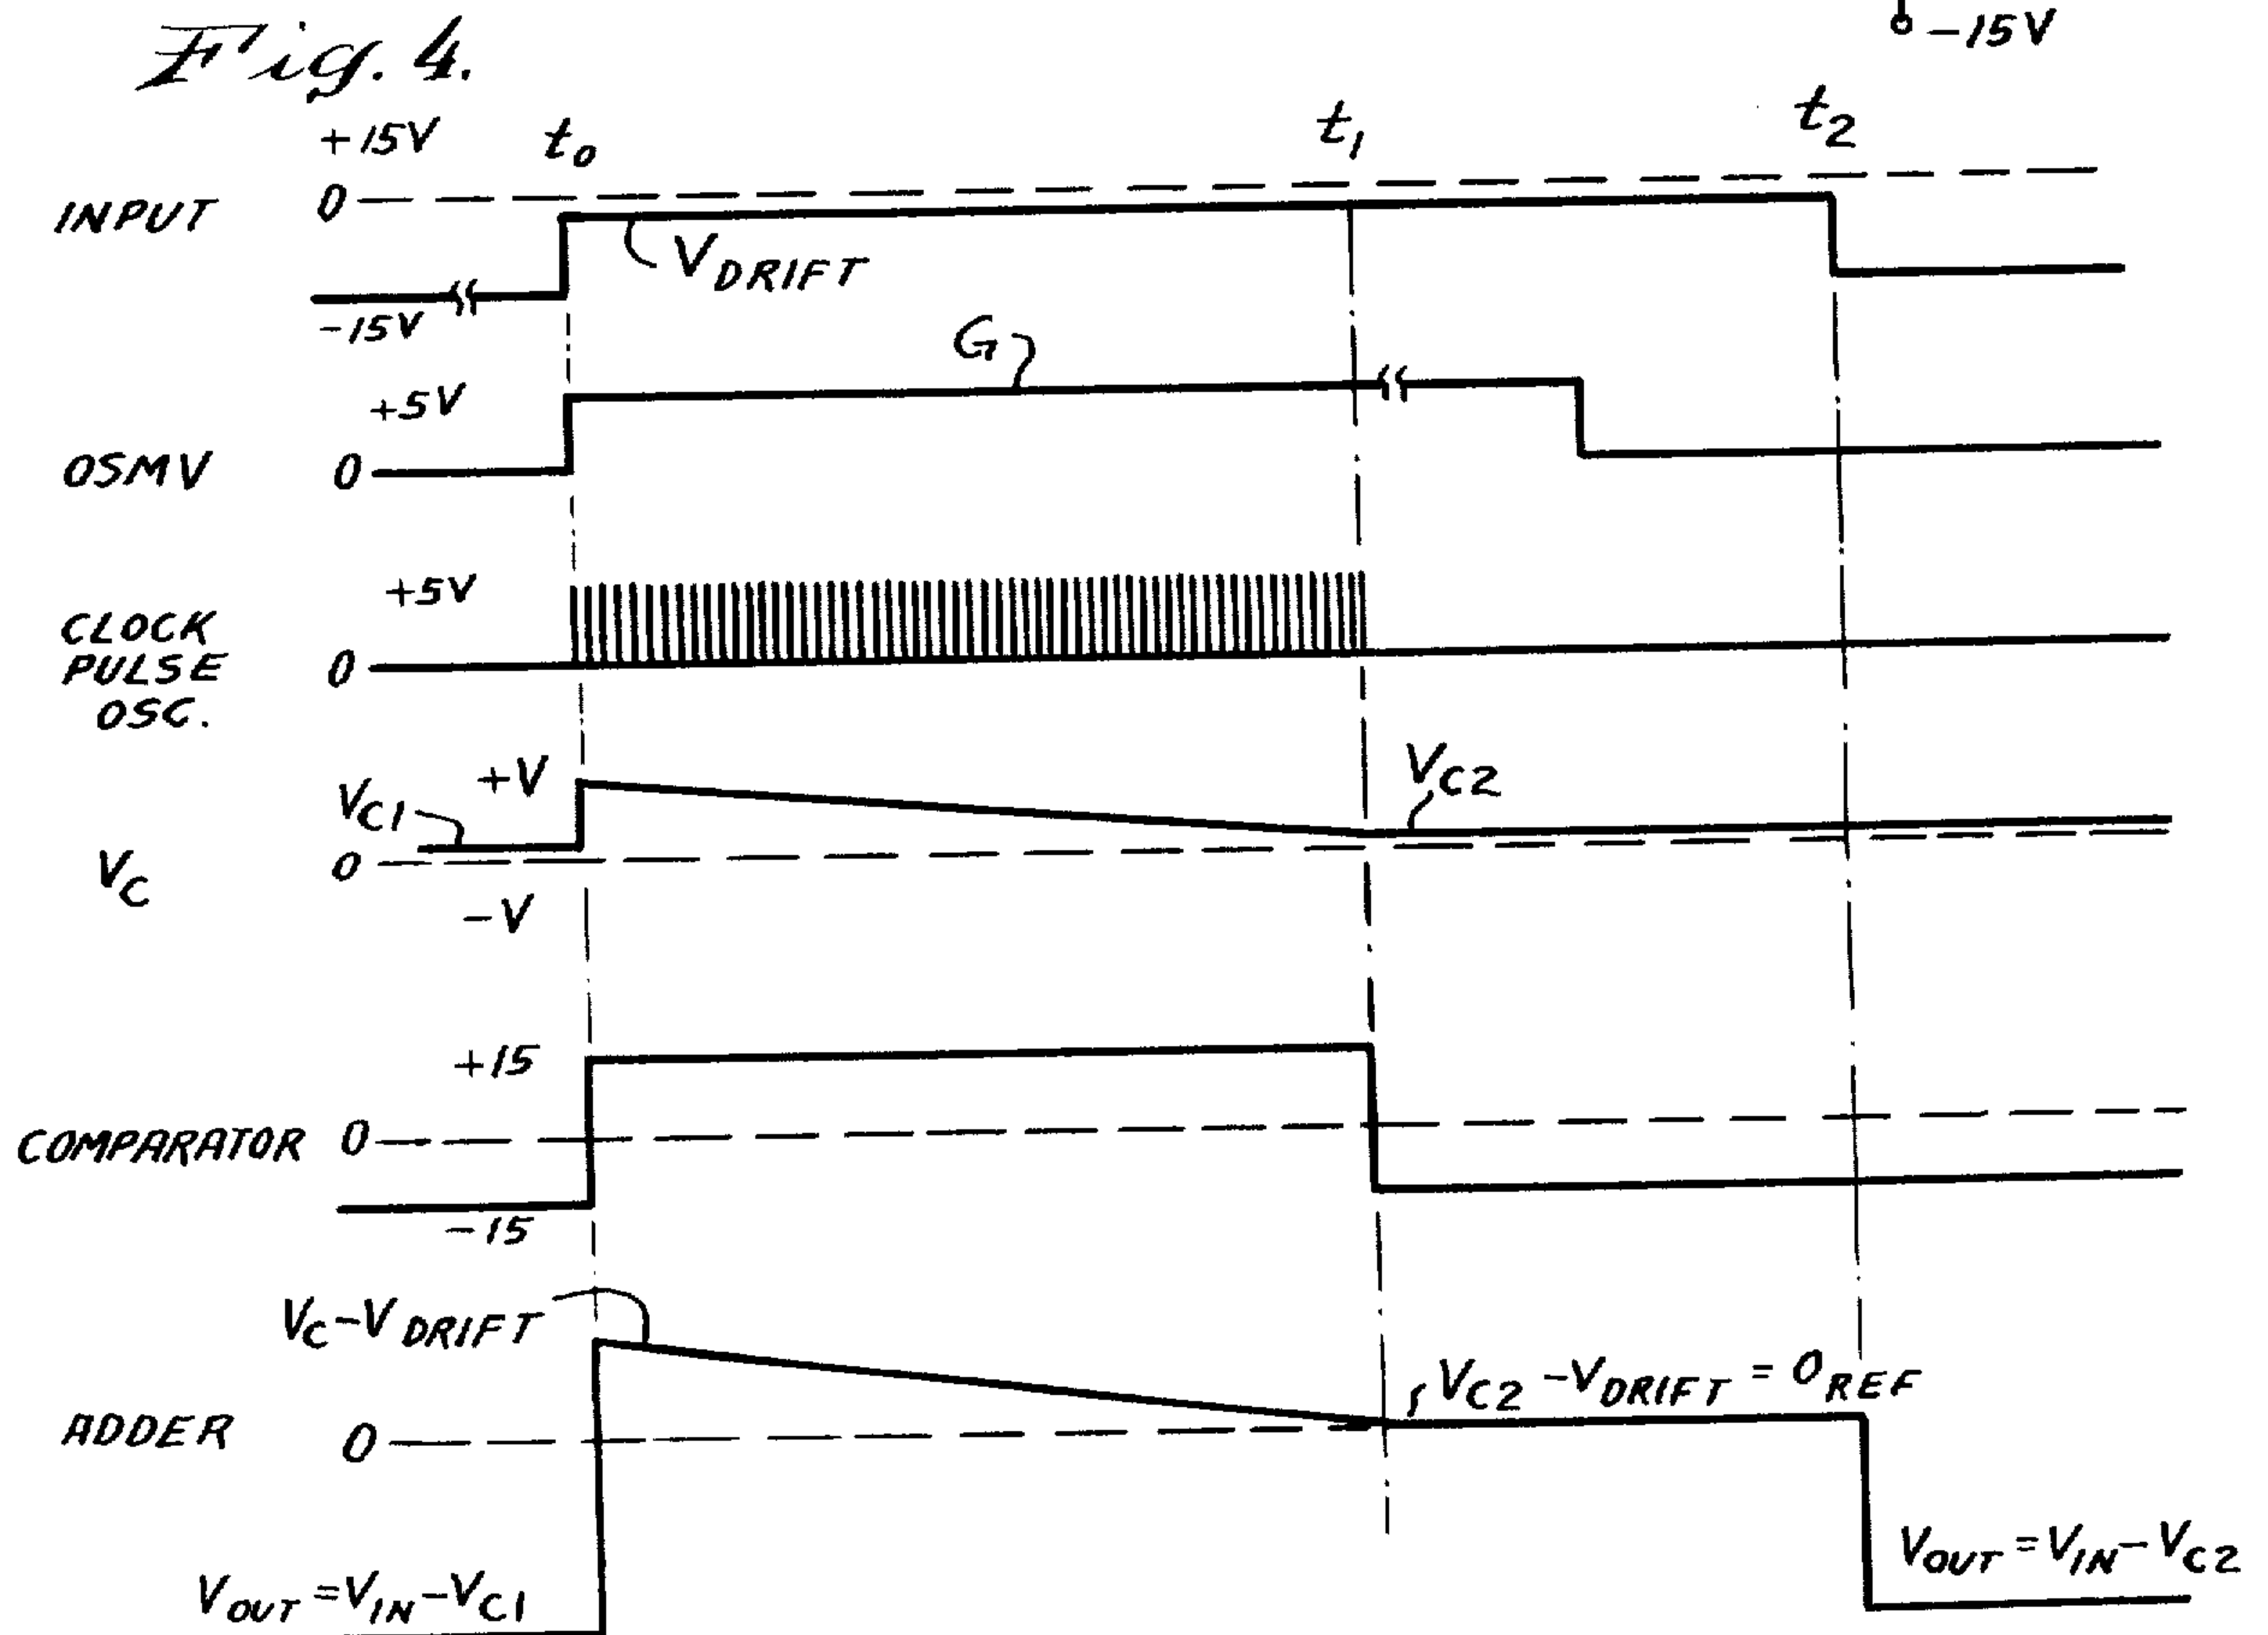 Fig. 4.
-15V
+15V
t0
t1
t2
INPUT
0
VDRIFT
-15V
G
+5V
OSMV
0
+5V
CLOCK
PULSE
OSC.
0
+V
VC1
VC2
VC
0
-V
+15
COMPARATOR
0
-15
VC-VDRIFT
VC2-VDRIFT=0REF
ADDER
0
VOUT=VIN-VC2
VOUT=VIN-VC1